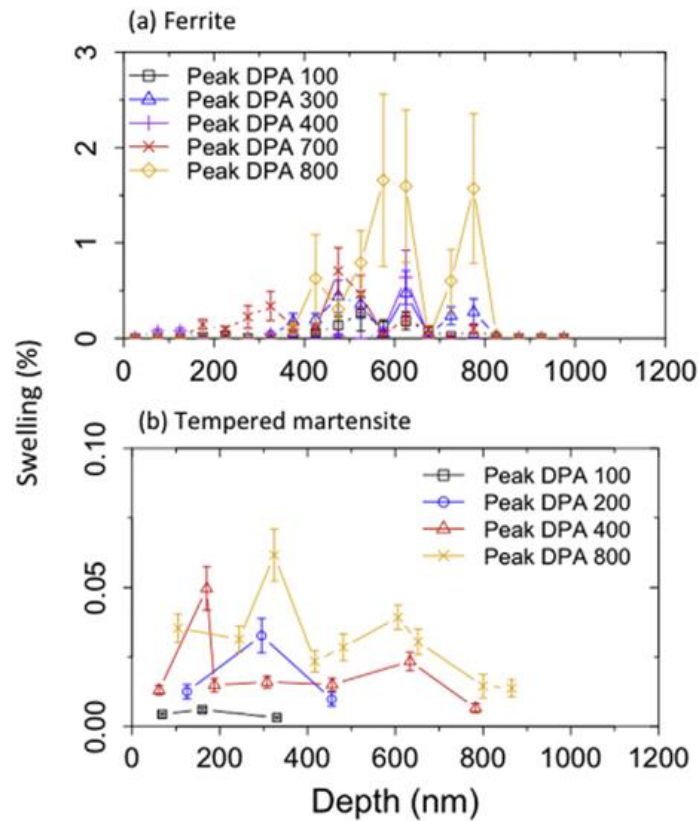 (a) Ferrite
3
2
1
0
Peak DPA 100
Peak DPA 300
Peak DPA 400
Peak DPA 700
Peak DPA 800
0 200 400 600 800 1000 1200
Swelling (%)
(b) Tempered martensite
0.10
0.05
0.00
Peak DPA 100
Peak DPA 200
Peak DPA 400
Peak DPA 800
0 200 400 600 800 1000 1200
Depth (nm)